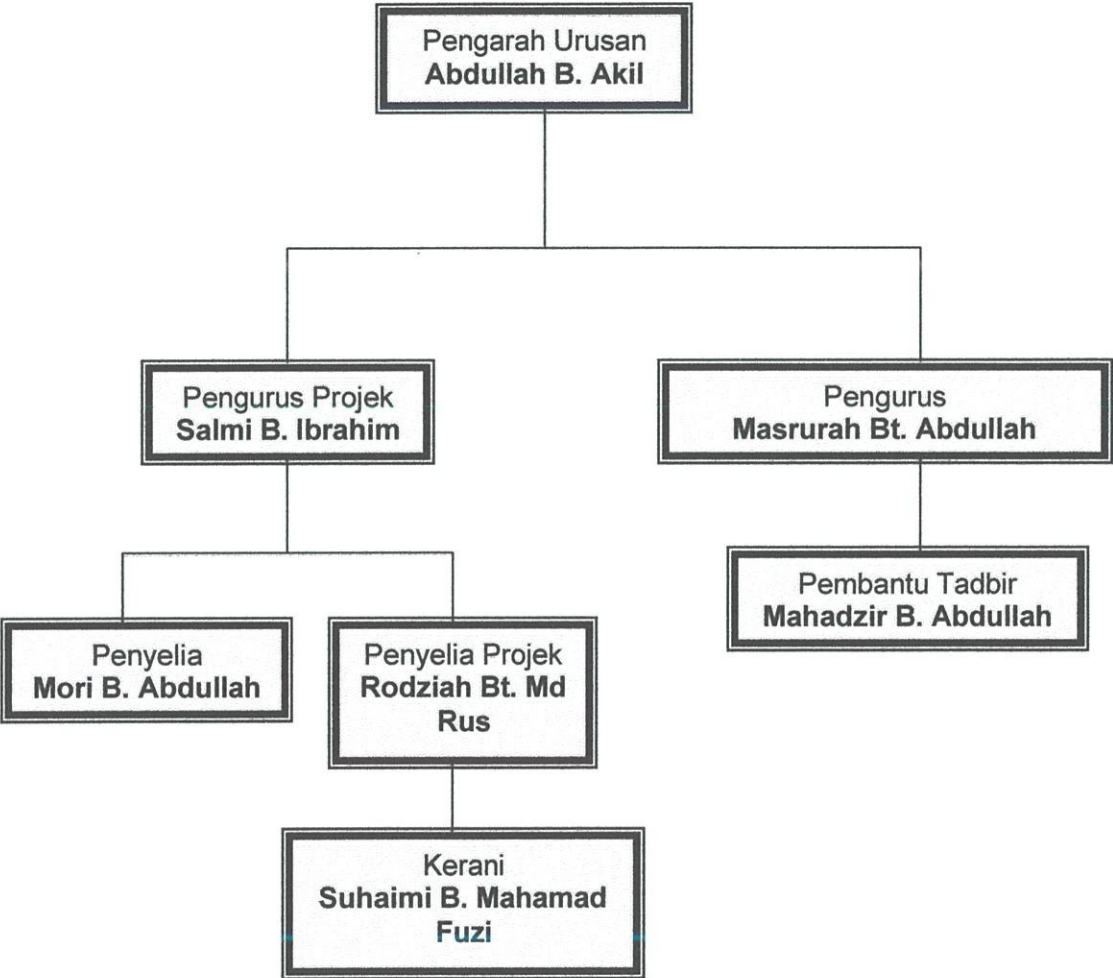 Pengarah Urusan
Abdullah B. Akil
Pengurus Projek
Salmi B. Ibrahim
Pengurus
Masrurah Bt. Abdullah
Pembantu Tadbir
Mahadzir B. Abdullah
Penyelia
Mori B. Abdullah
Penyelia Projek
Rodziah Bt. Md
Rus
Kerani
Suhaimi B. Mahamad
Fuzi